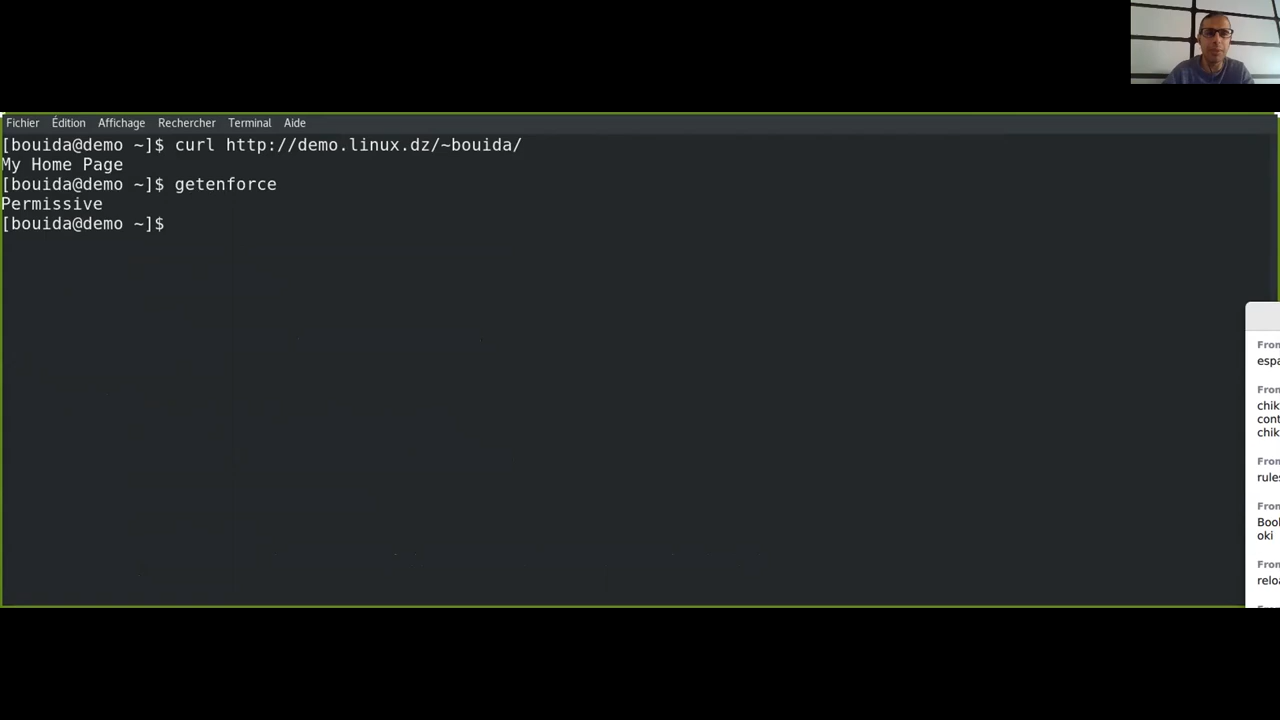 Fichier Édition Affichage Rechercher Terminal Aide
[bouida@demo ~]$ curl http://demo.linux.dz/~bouida/
My Home Page
[bouida@demo ~]$ getenforce
Permissive
[bouida@demo ~]$